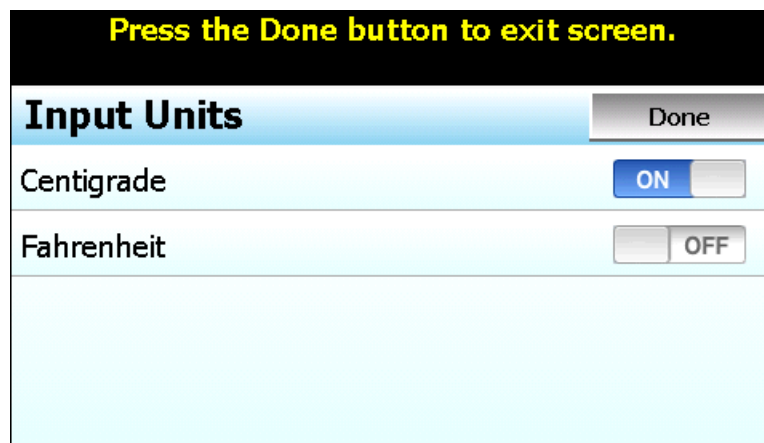 Press the Done button to exit screen.
Input Units
Done
Centigrade
ON
Fahrenheit
OFF